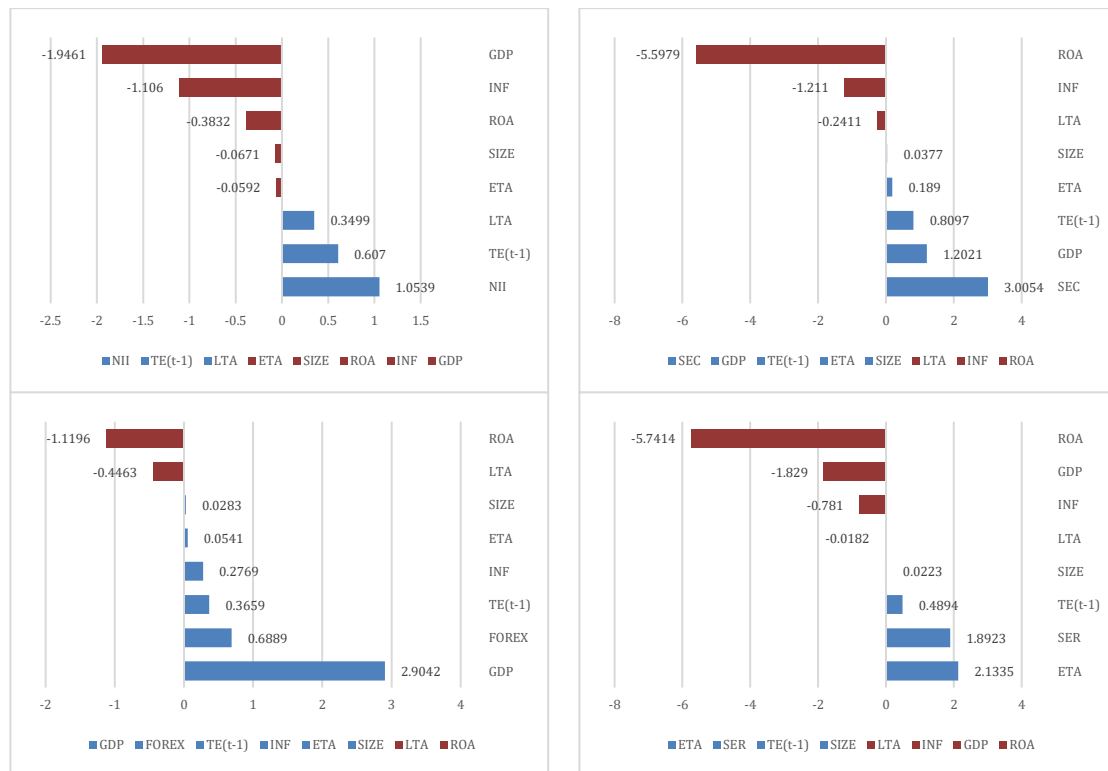 -1.9461 GDP
-1.106 INF
-0.3832 ROA
-0.0671 SIZE
-0.0592 ETA
0.3499 LTA
0.607 TE(t-1)
1.0539 NII
-2.5 -2 -1.5 -1 -0.5 0 0.5 1 1.5
NII TE(t-1) LTA ETA SIZE ROA INF GDP
-5.5979 ROA
-1.211 INF
-0.2411 LTA
0.0377 SIZE
0.189 ETA
0.8097 TE(t-1)
1.2021 GDP
3.0054 SEC
-8 -6 -4 -2 0 2 4
SEC GDP TE(t-1) ETA SIZE LTA INF ROA
-1.1196 ROA
-0.4463 LTA
0.0283 SIZE
0.0541 ETA
0.2769 INF
0.3659 TE(t-1)
0.6889 FOREX
2.9042 GDP
-2 -1 0 1 2 3 4
GDP FOREX TE(t-1) INF ETA SIZE LTA ROA
-5.7414 ROA
-1.829 GDP
-0.781 INF
-0.0182 LTA
0.0223 SIZE
0.4894 TE(t-1)
1.8923 SER
2.1335 ETA
-8 -6 -4 -2 0 2 4
ETA SER TE(t-1) SIZE LTA INF GDP ROA